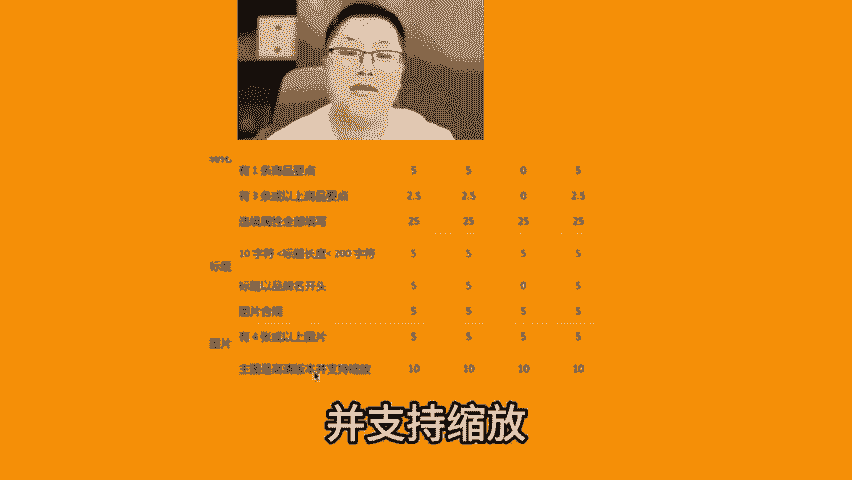 有 1 条商品要点 5 5 0 5
有 3 条或以上商品要点 2.5 2.5 0 2.5
选填属性全部填写 25 25 25 25
10 字符 <标题长度< 200 字符 5 5 5 5
标题
标题以品牌名开头 5 5 0 5
图片合规 5 5 5 5
有 4 张或以上图片 5 5 5 5
图片
主图是高清版本并支持缩放 10 10 10 10
并支持缩放